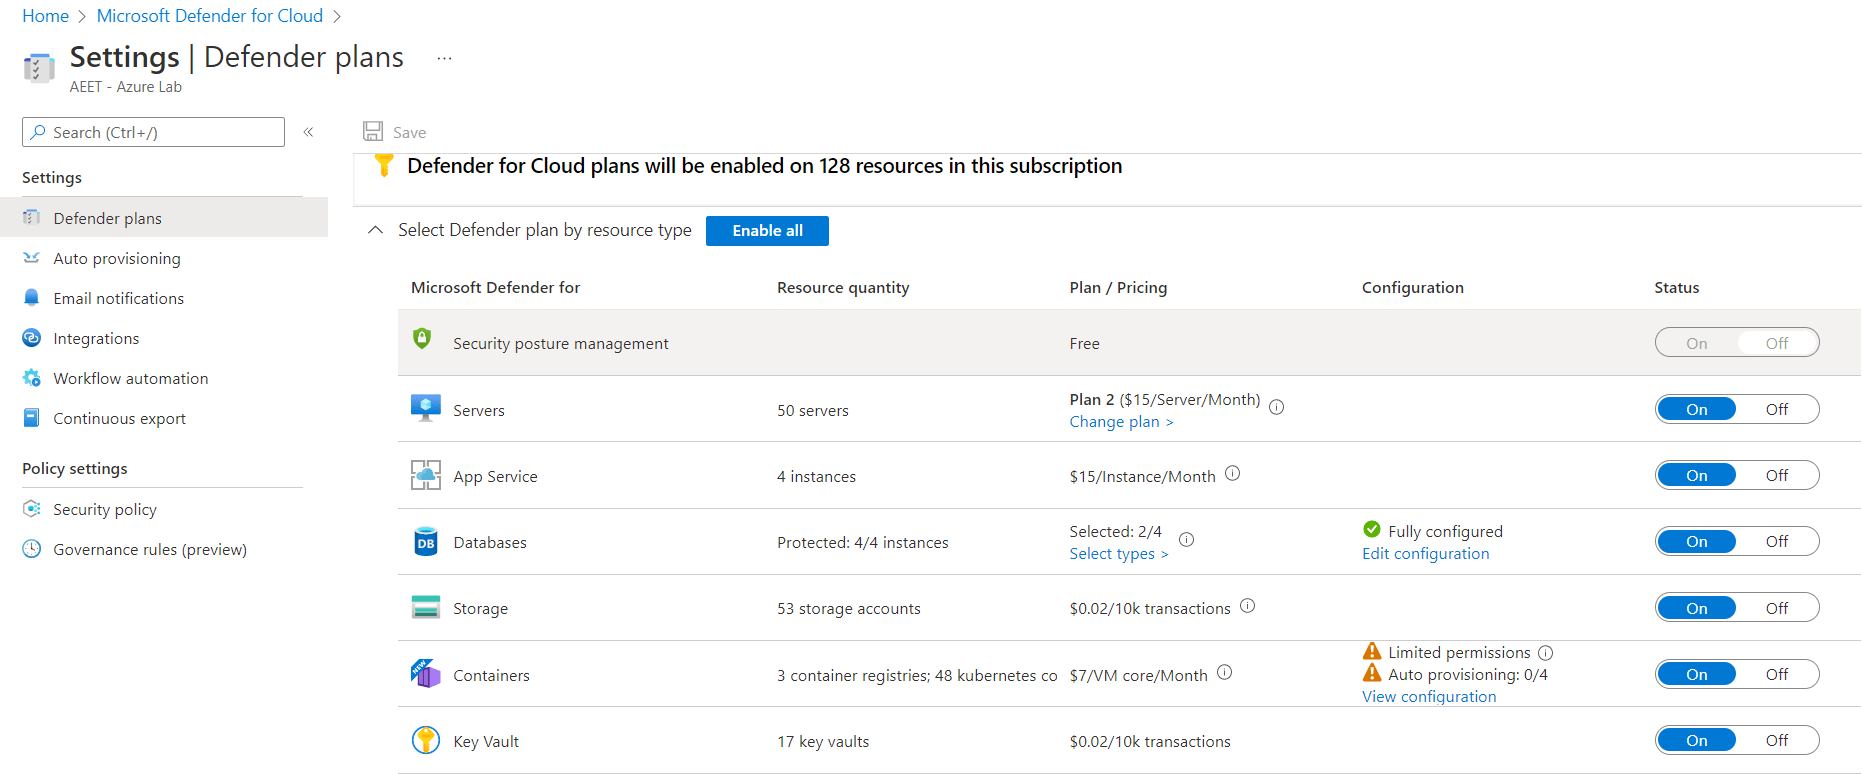 Home > Microsoft Defender for Cloud >
Settings | Defender plans ...
AEET - Azure Lab
Search (Ctrl+/) «
Save
Settings
Defender plans
Auto provisioning
Email notifications
Integrations
Workflow automation
Continuous export
Policy settings
Security policy
Governance rules (preview)
Defender for Cloud plans will be enabled on 128 resources in this subscription
Select Defender plan by resource type Enable all
Microsoft Defender for Resource quantity Plan / Pricing Configuration Status
Security posture management Free On Off
Servers 50 servers Plan 2 ($15/Server/Month) On Off
Change plan >
App Service 4 instances $15/Instance/Month On Off
Databases Protected: 4/4 instances Selected: 2/4 Fully configured On Off
Select types > Edit configuration
DB
Storage 53 storage accounts $0.02/10k transactions On Off
NEW
Containers 3 container registries; 48 kubernetes co $7/VM core/Month Limited permissions On Off
Auto provisioning: 0/4
View configuration
Key Vault 17 key vaults $0.02/10k transactions On Off